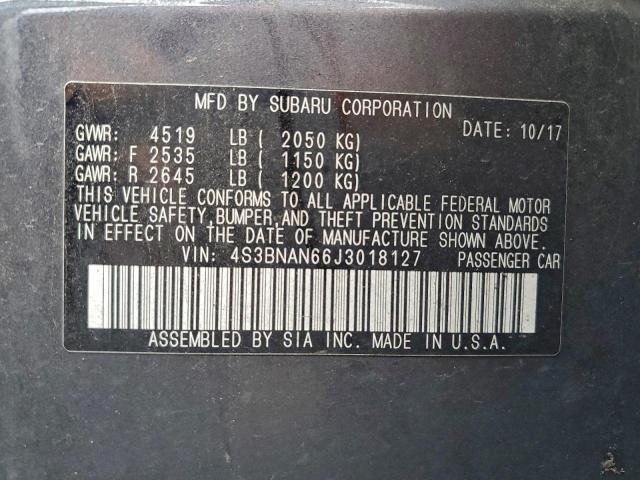 MFD BY SUBARU CORPORATION
DATE: 10/17
GVWR: 4519 LB ( 2050 KG)
GAWR: F 2535 LB ( 1150 KG)
GAWR: R 2645 LB ( 1200 KG)
THIS VEHICLE CONFORMS TO ALL APPLICABLE FEDERAL MOTOR
VEHICLE SAFETY, BUMPER, AND THEFT PREVENTION STANDARDS
IN EFFECT ON THE DATE OF MANUFACTURE SHOWN ABOVE.
VIN: 4S3BNAN66J3018127 PASSENGER CAR
ASSEMBLED BY SIA INC. MADE IN U.S.A.